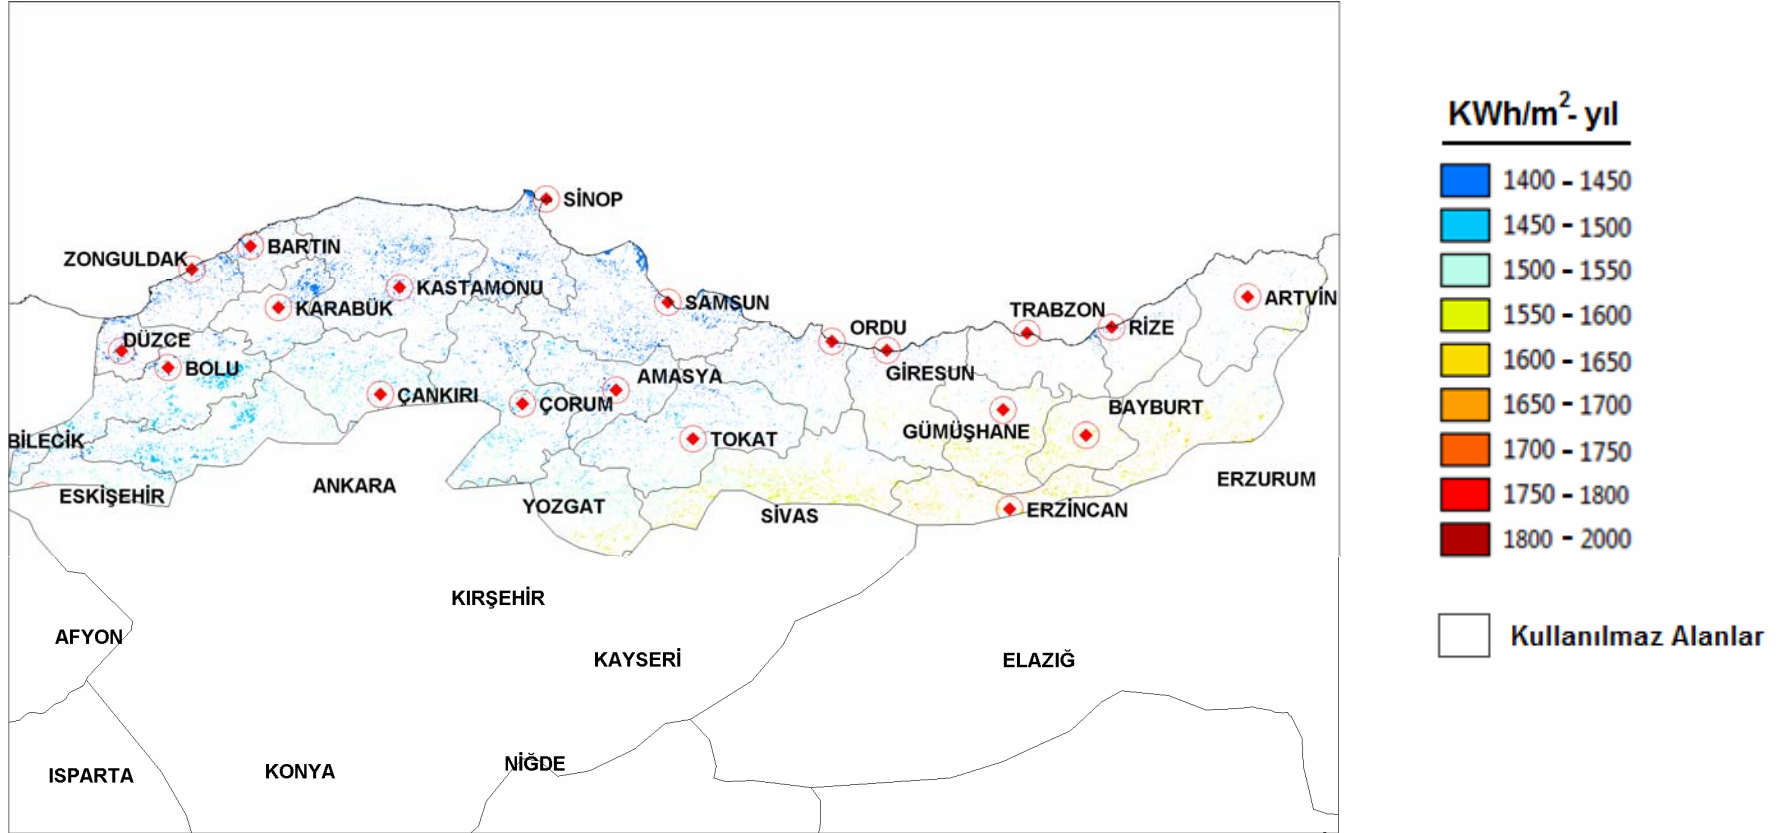 SİNOP
BARTIN
ZONGULDAK
KASTAMONU
KARABÜK
SAMSUN
ARTVİN
TRABZON
RİZE
ORDU
DÜZCE
BOLU
GİRESUN
AMASYA
ÇANKIRI
ÇORUM
BAYBURT
GÜMÜŞHANE
BİLECİK
TOKAT
ERZURUM
ANKARA
ESKİŞEHİR
YOZGAT
SİVAS
ERZİNCAN
KIRŞEHİR
AFYON
KAYSERİ
ELAZIĞ
NİĞDE
KONYA
ISPARTA
KWh/m²- yıl
1400 - 1450
1450 - 1500
1500 - 1550
1550 - 1600
1600 - 1650
1650 - 1700
1700 - 1750
1750 - 1800
1800 - 2000
Kullanılmaz Alanlar